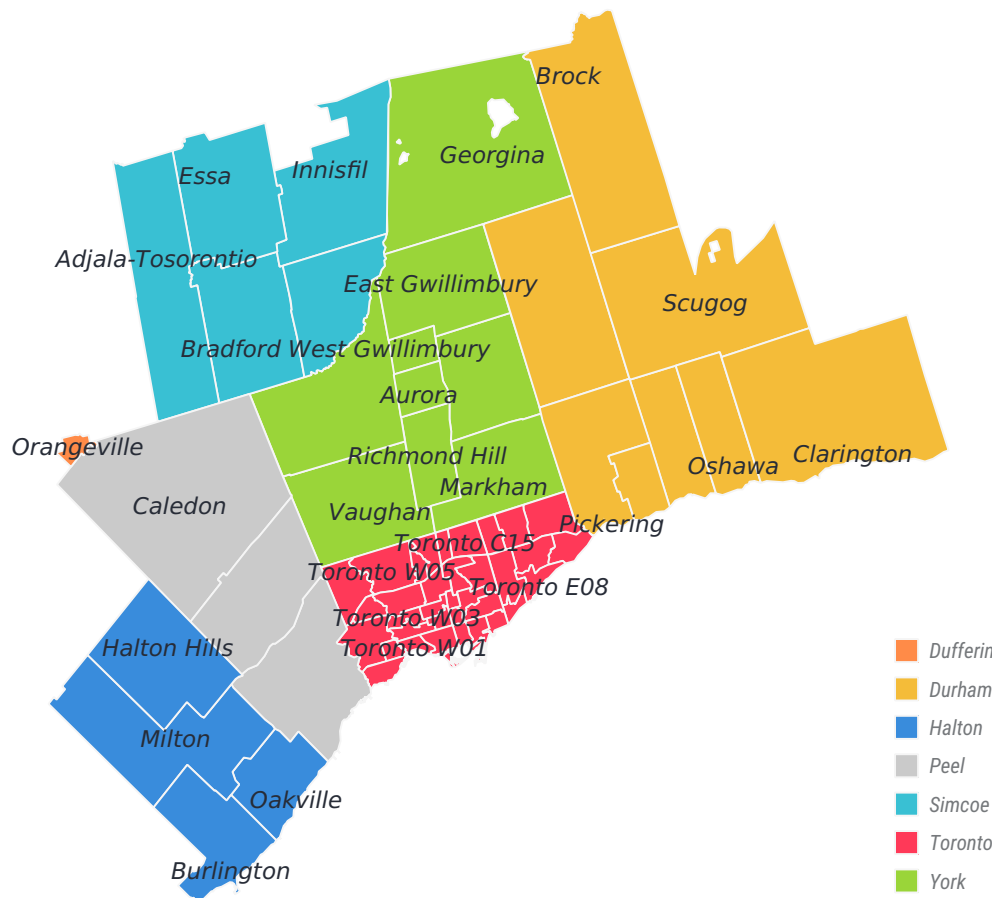 Brock
Georgina
Innisfil
Essa
Adjala-Tosorontio
East Gwillimbury
Scugog
Bradford West Gwillimbury
Aurora
Orangeville
Richmond Hill
Clarington
Oshawa
Markham
Caledon
Vaughan
Pickering
Toronto C15
Toronto W05
Toronto E08
Toronto W03
Toronto W01
Halton Hills
Milton
Oakville
Burlington
Dufferin
Durham
Halton
Peel
Simcoe
Toronto
York